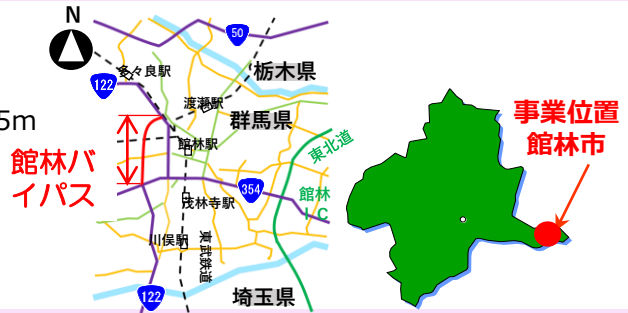 N
50
栃木県
122
多々良駅
渡瀬駅
5m
群馬県
館林駅
東北道
館林バ
イパス
354
館林
IC
茂林寺駅
川俣駅
東武鉄道
122
埼玉県
事業位置
館林市